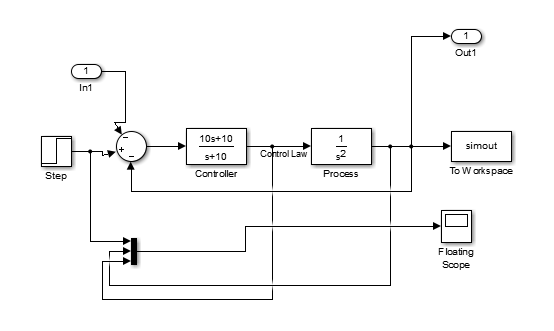 1
Out1
1
In1
10s+10
s+10
Controller
Control Law
1
s2
Process
simout
To Workspace
Step
Floating
Scope